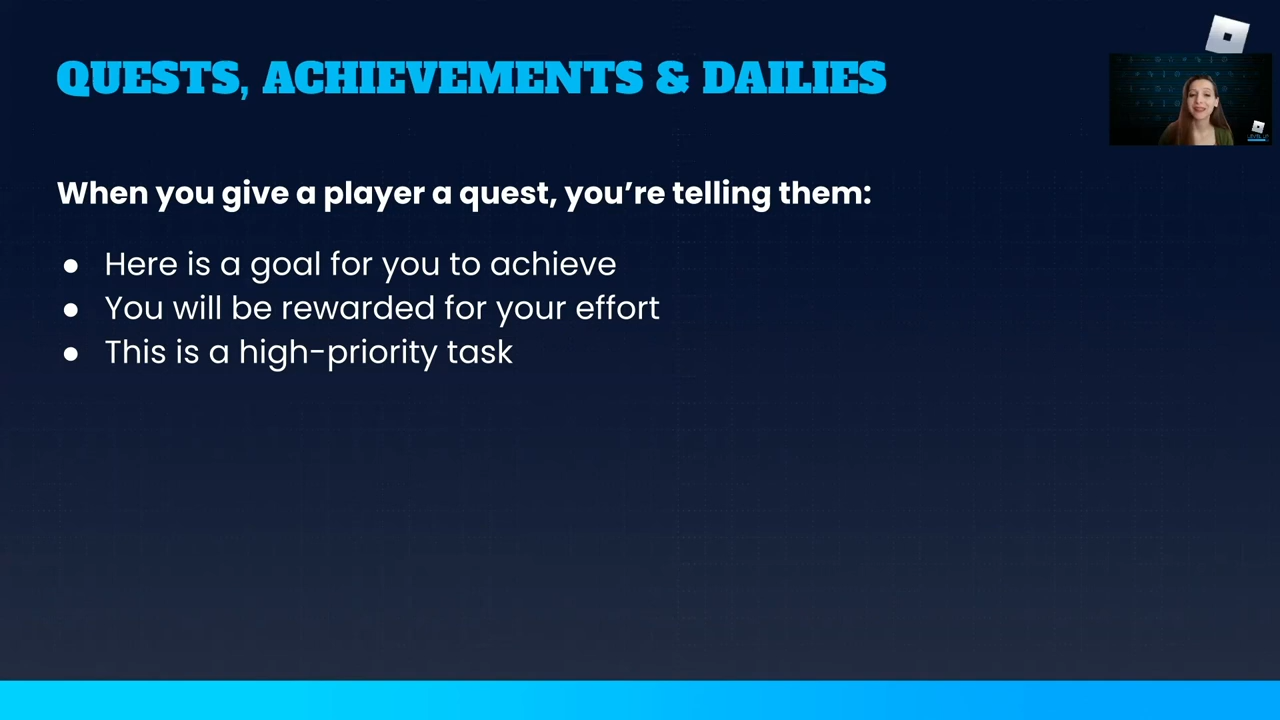 QUESTS, ACHIEVEMENTS & DAILIES
When you give a player a quest, you’re telling them:
● Here is a goal for you to achieve
● You will be rewarded for your effort
● This is a high-priority task